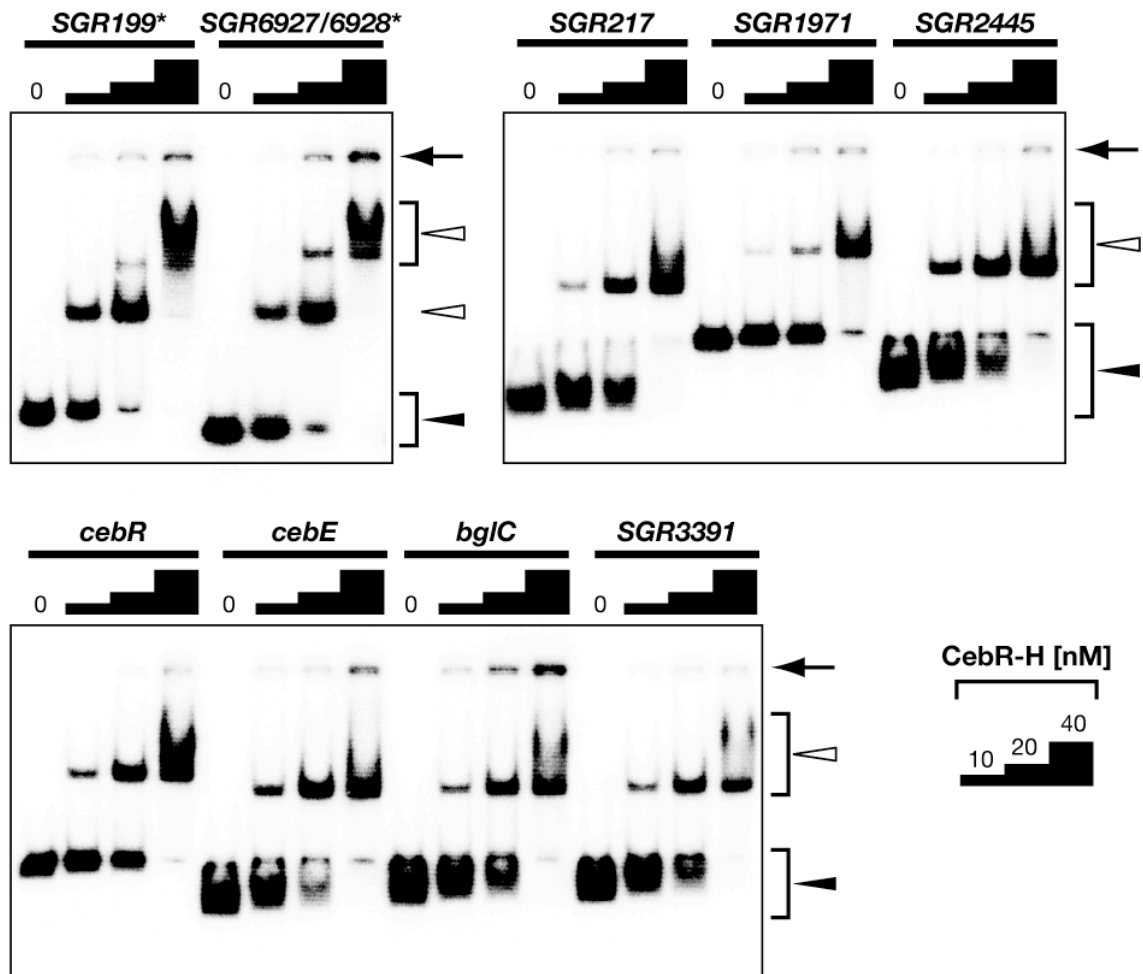 SGR199* SGR6927/6928* SGR217 SGR1971 SGR2445
0 0 0 0 0
cebR cebE bglC SGR3391
0 0 0 0
CebR-H [nM]
10 20 40